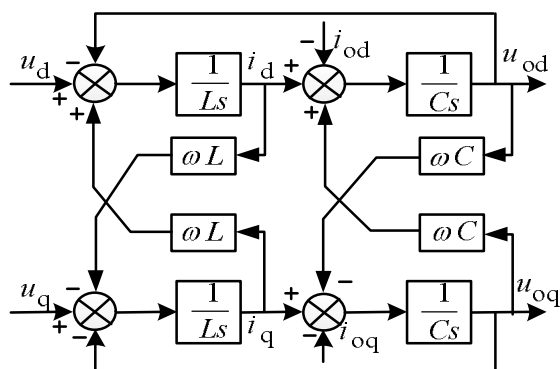 − − i_od
u_d + + 1/Ls i_d + + 1/Cs u_od
ωL ωC
ωL ωC
− −
u_q + − 1/Ls i_q + − i_oq 1/Cs u_oq